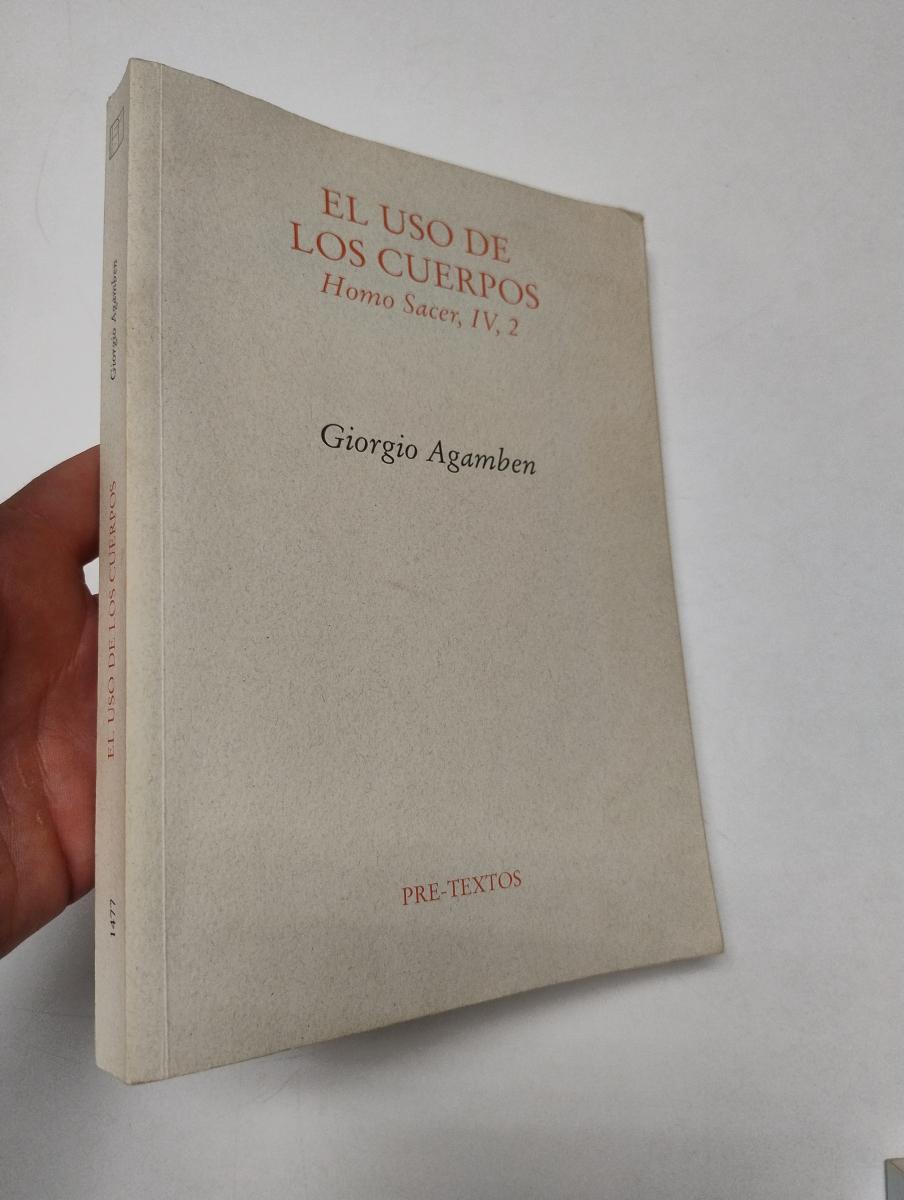 EL USO DE
LOS CUERPOS
Homo Sacer, IV, 2
Giorgio Agamben
PRE-TEXTOS
Giorgio Agamben
EL USO DE LOS CUERPOS
1477